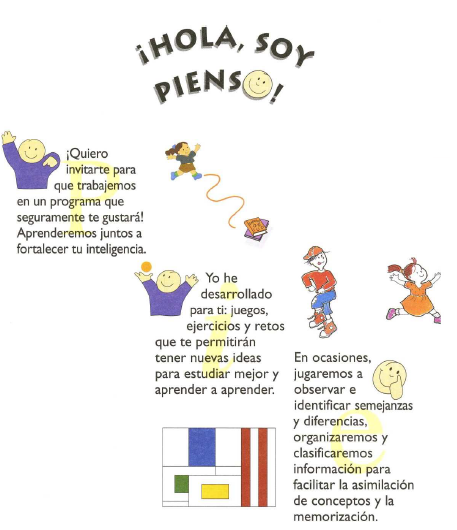 ¡HOLA, SOY
PIENSO!
¡Quiero
invitarte para
que trabajemos
en un programa que
seguramente te gustará!
Aprenderemos juntos a
fortalecer tu inteligencia.
Yo he
desarrollado
para ti: juegos,
ejercicios y retos
que te permitirán
tener nuevas ideas
para estudiar mejor y
aprender a aprender.
En ocasiones,
jugaremos a
observar e
identificar semejanzas
y diferencias,
organizaremos y
clasificaremos
información para
facilitar la asimilación
de conceptos y la
memorización.
P
i
e